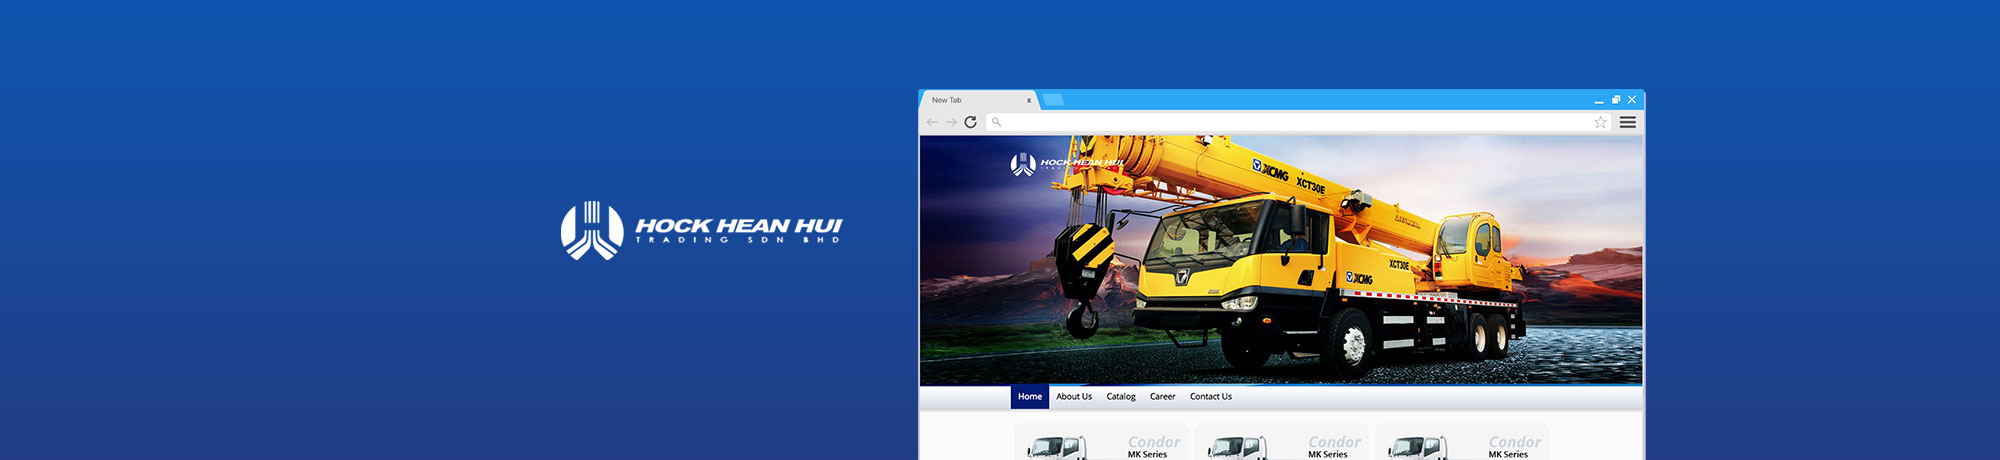 HOCK HEAN HUI
TRADING SDN BHD
New Tab
x
HOCK HEAN HUI
XCMG XCT30E
XCT30E
XCMG
Home About Us Catalog Career Contact Us
Condor
MK Series
Condor
MK Series
Condor
MK Series